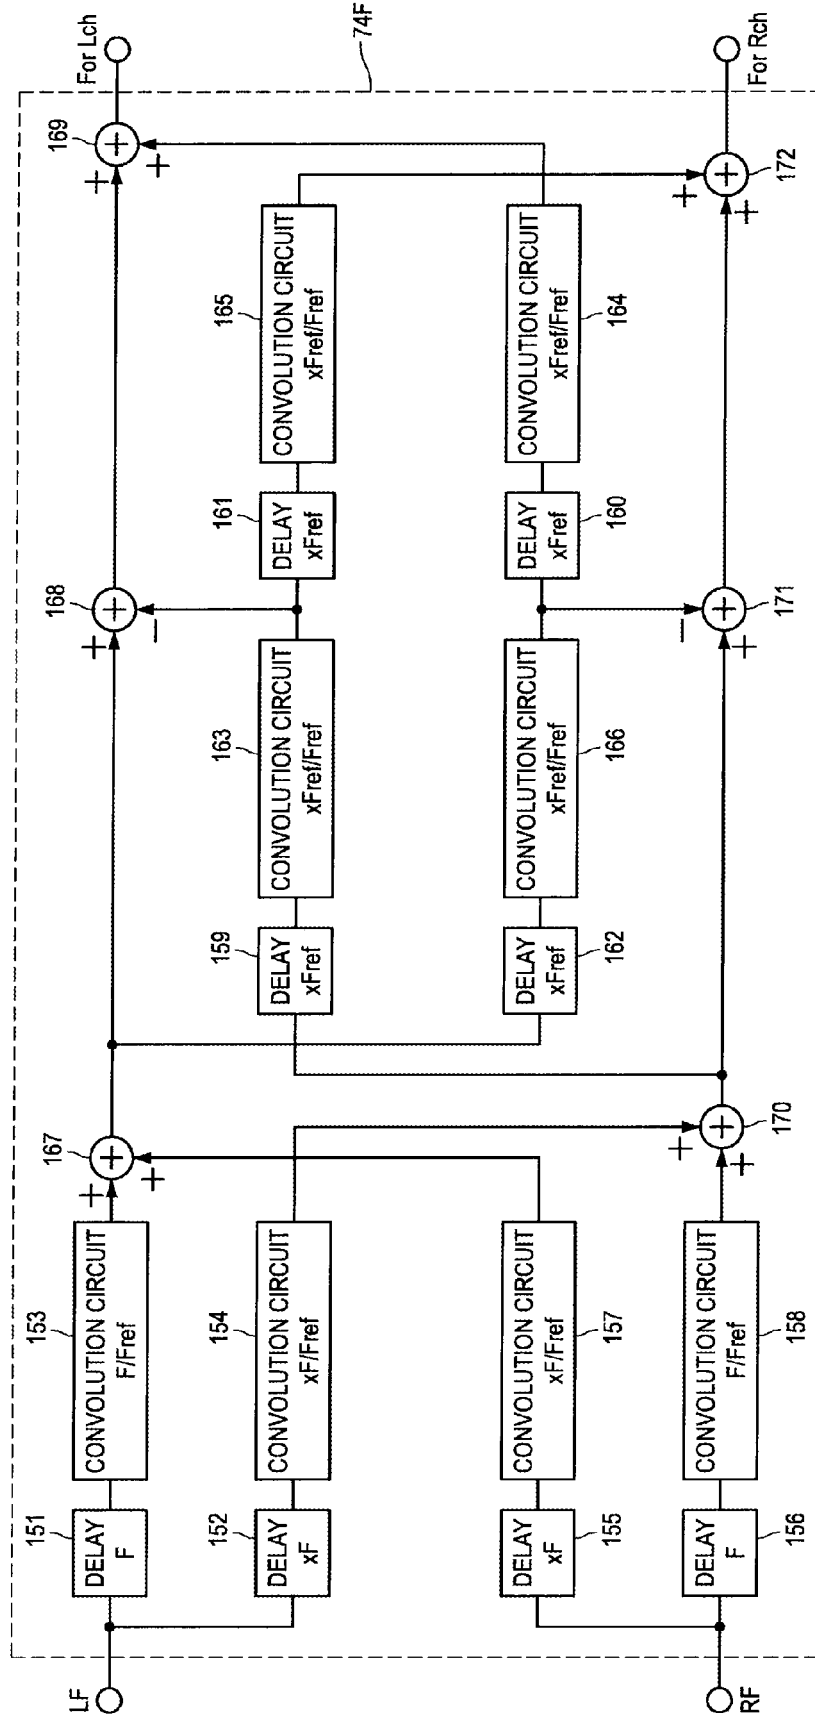 LF
RF
151
DELAY
F
152
DELAY
xF
155
DELAY
xF
156
DELAY
F
153
CONVOLUTION CIRCUIT
F/Fref
154
CONVOLUTION CIRCUIT
xF/Fref
157
CONVOLUTION CIRCUIT
xF/Fref
158
CONVOLUTION CIRCUIT
F/Fref
167
+
+
+
170
+
+
+
159
DELAY
xFref
162
DELAY
xFref
163
CONVOLUTION CIRCUIT
xFref/Fref
166
CONVOLUTION CIRCUIT
xFref/Fref
168
+
+
−
171
+
−
+
161
DELAY
xFref
160
DELAY
xFref
165
CONVOLUTION CIRCUIT
xFref/Fref
164
CONVOLUTION CIRCUIT
xFref/Fref
169
+
+
+
172
+
+
+
For Lch
74F
For Rch